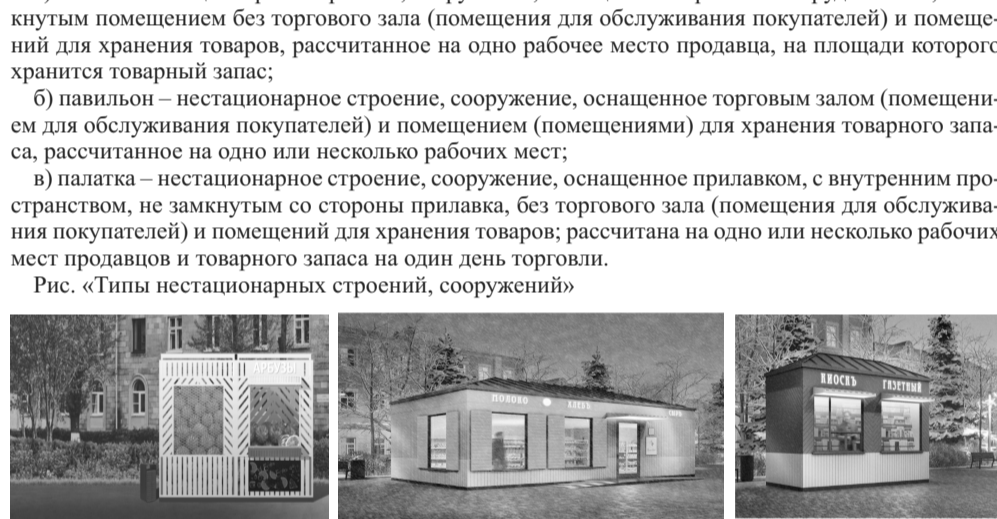 кнутым помещением без торгового зала (помещения для обслуживания покупателей) и помеще-
ний для хранения товаров, рассчитанное на одно рабочее место продавца, на площади которого
хранится товарный запас;
б) павильон – нестационарное строение, сооружение, оснащенное торговым залом (помещени-
ем для обслуживания покупателей) и помещением (помещениями) для хранения товарного запа-
са, рассчитанное на одно или несколько рабочих мест;
в) палатка – нестационарное строение, сооружение, оснащенное прилавком, с внутренним про-
странством, не замкнутым со стороны прилавка, без торгового зала (помещения для обслужива-
ния покупателей) и помещений для хранения товаров; рассчитана на одно или несколько рабочих
мест продавцов и товарного запаса на один день торговли.
Рис. «Типы нестационарных строений, сооружений»
АРБУЗЫ
МОЛОКО ХЛЕБЪ СЫРЫ
КИОСКЪ ГАЗЕТНЫЙ